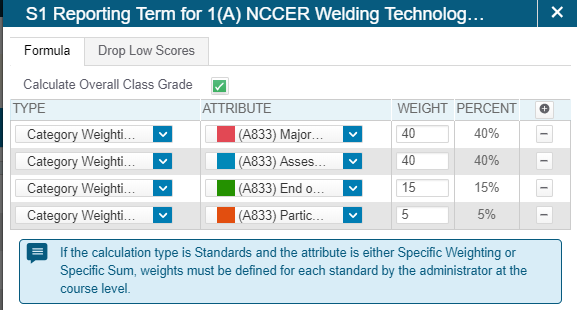 S1 Reporting Term for 1(A) NCCER Welding Technolog...
Formula
Drop Low Scores
Calculate Overall Class Grade
TYPE ATTRIBUTE WEIGHT PERCENT
Category Weighti... (A833) Major... 40 40%
Category Weighti... (A833) Asses... 40 40%
Category Weighti... (A833) End o... 15 15%
Category Weighti... (A833) Partic... 5 5%
If the calculation type is Standards and the attribute is either Specific Weighting or
Specific Sum, weights must be defined for each standard by the administrator at the
course level.